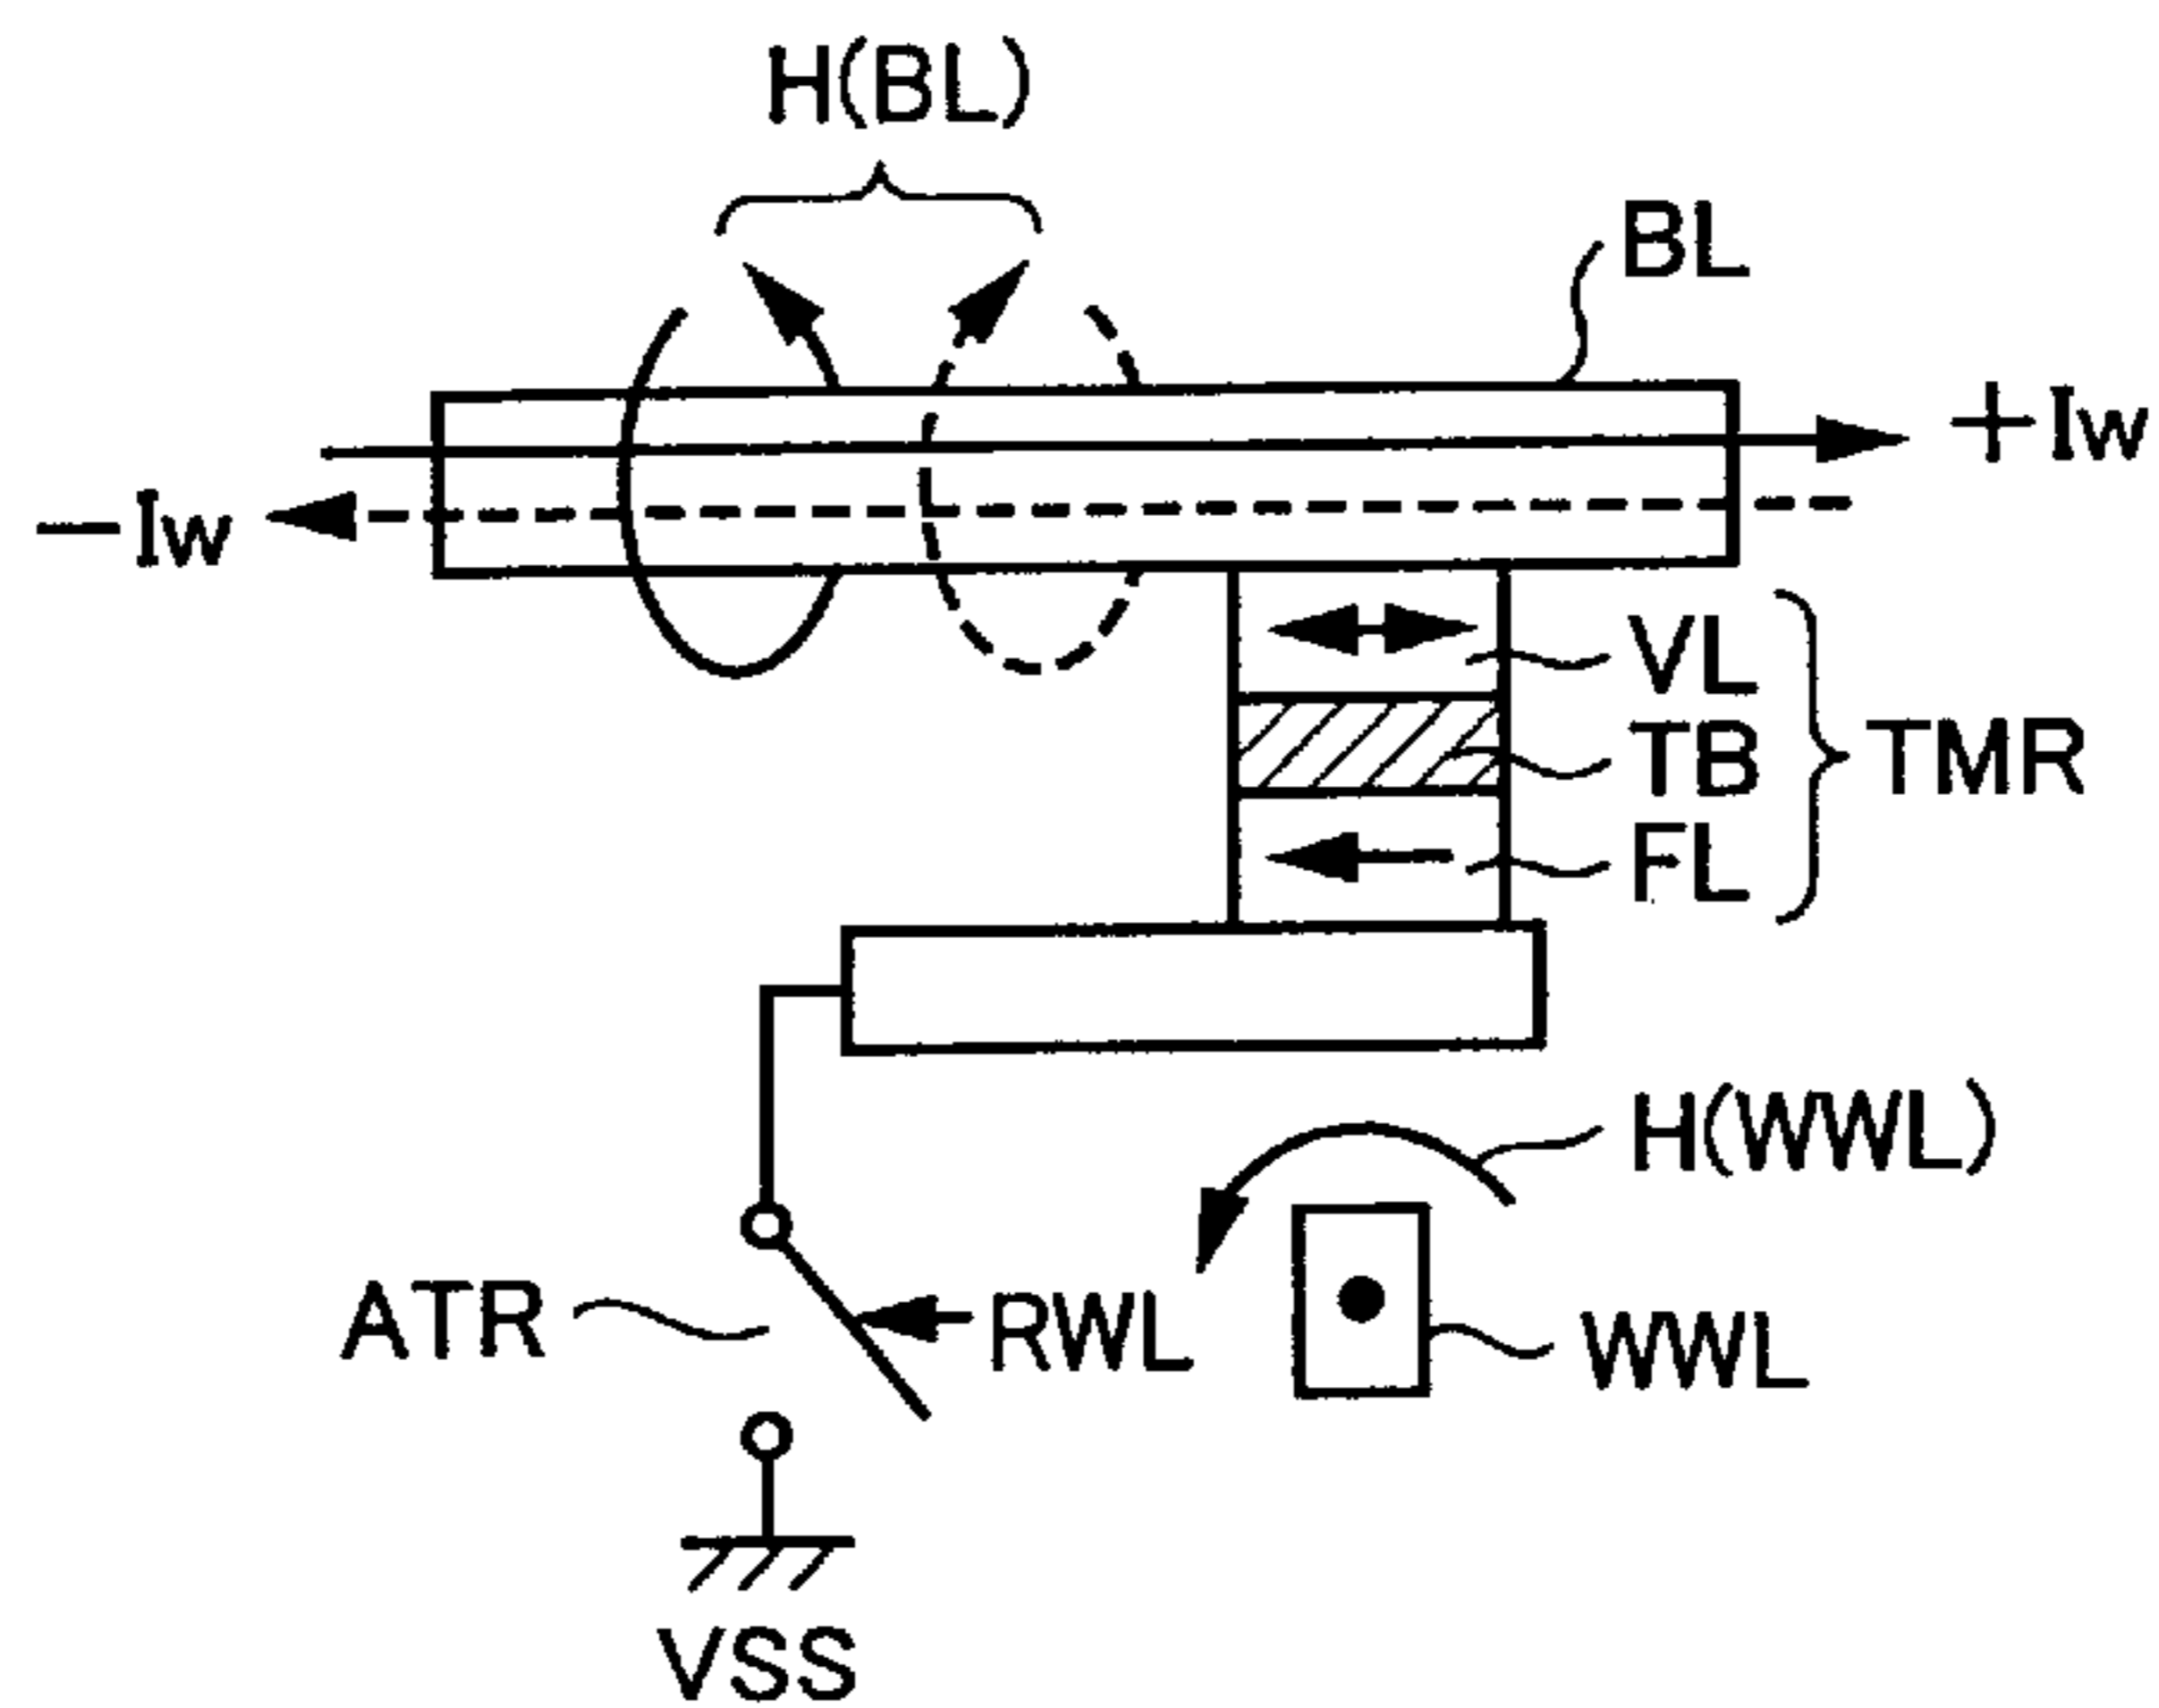 H(BL)
BL
+Iw
-Iw
VL
TB
TMR
FL
H(WWL)
ATR
RWL
WWL
VSS